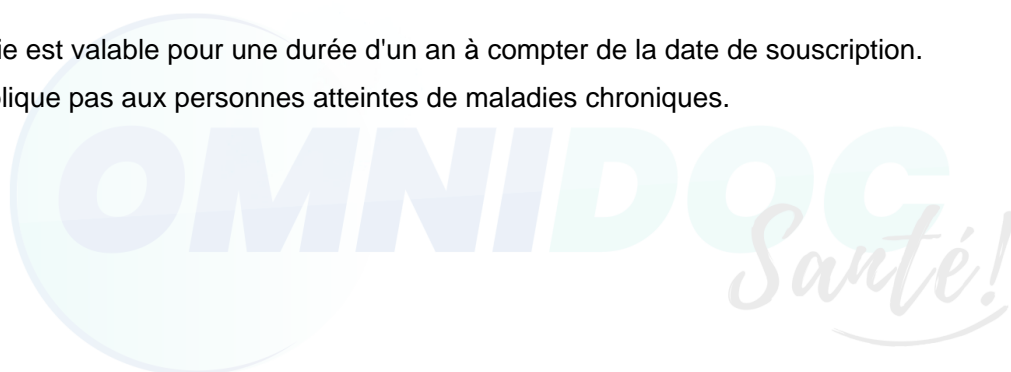 ie est valable pour une durée d'un an à compter de la date de souscription.
lique pas aux personnes atteintes de maladies chroniques.
OMNIDOC
Santé!